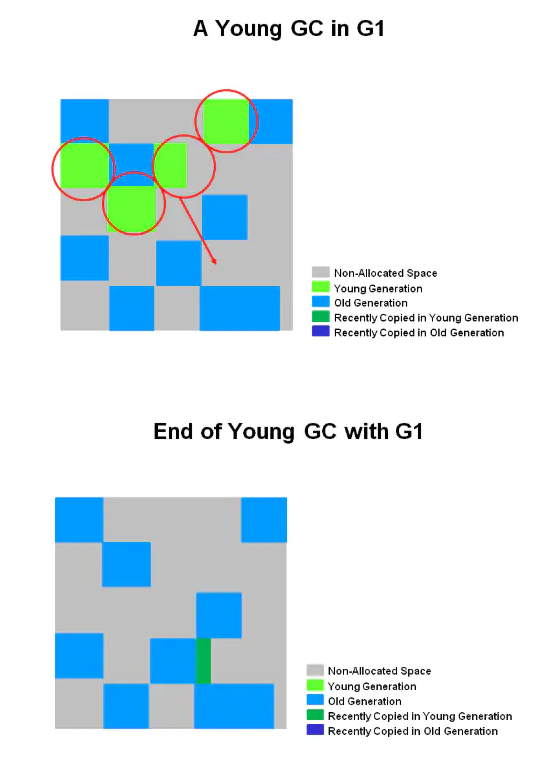 A Young GC in G1
Non-Allocated Space
Young Generation
Old Generation
Recently Copied in Young Generation
Recently Copied in Old Generation
End of Young GC with G1
Non-Allocated Space
Young Generation
Old Generation
Recently Copied in Young Generation
Recently Copied in Old Generation